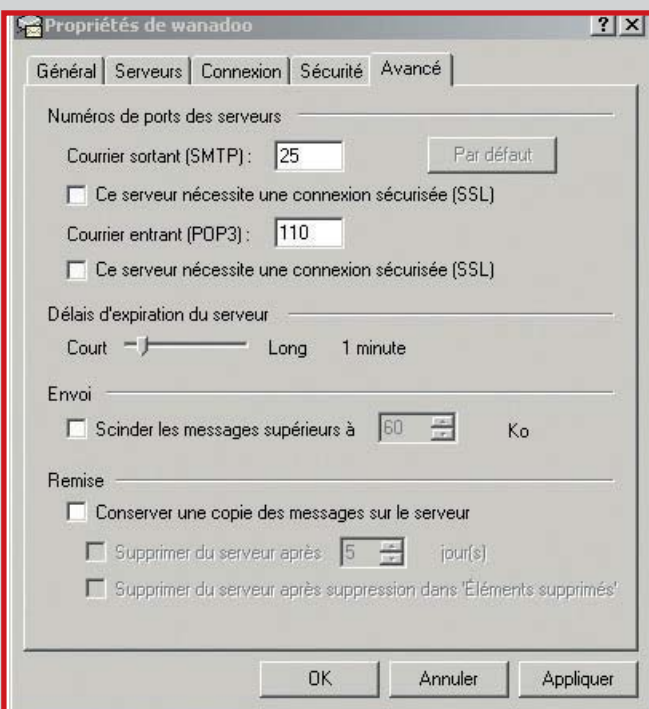 Propriétés de wanadoo
Général Serveurs Connexion Sécurité Avancé
Numéros de ports des serveurs
Courrier sortant (SMTP) : 25 Par défaut
Ce serveur nécessite une connexion sécurisée (SSL)
Courrier entrant (POP3) : 110
Ce serveur nécessite une connexion sécurisée (SSL)
Délais d'expiration du serveur
Court Long 1 minute
Envoi
Scinder les messages supérieurs à 60 Ko
Remise
Conserver une copie des messages sur le serveur
Supprimer du serveur après 5 jour(s)
Supprimer du serveur après suppression dans 'Éléments supprimés'
OK Annuler Appliquer